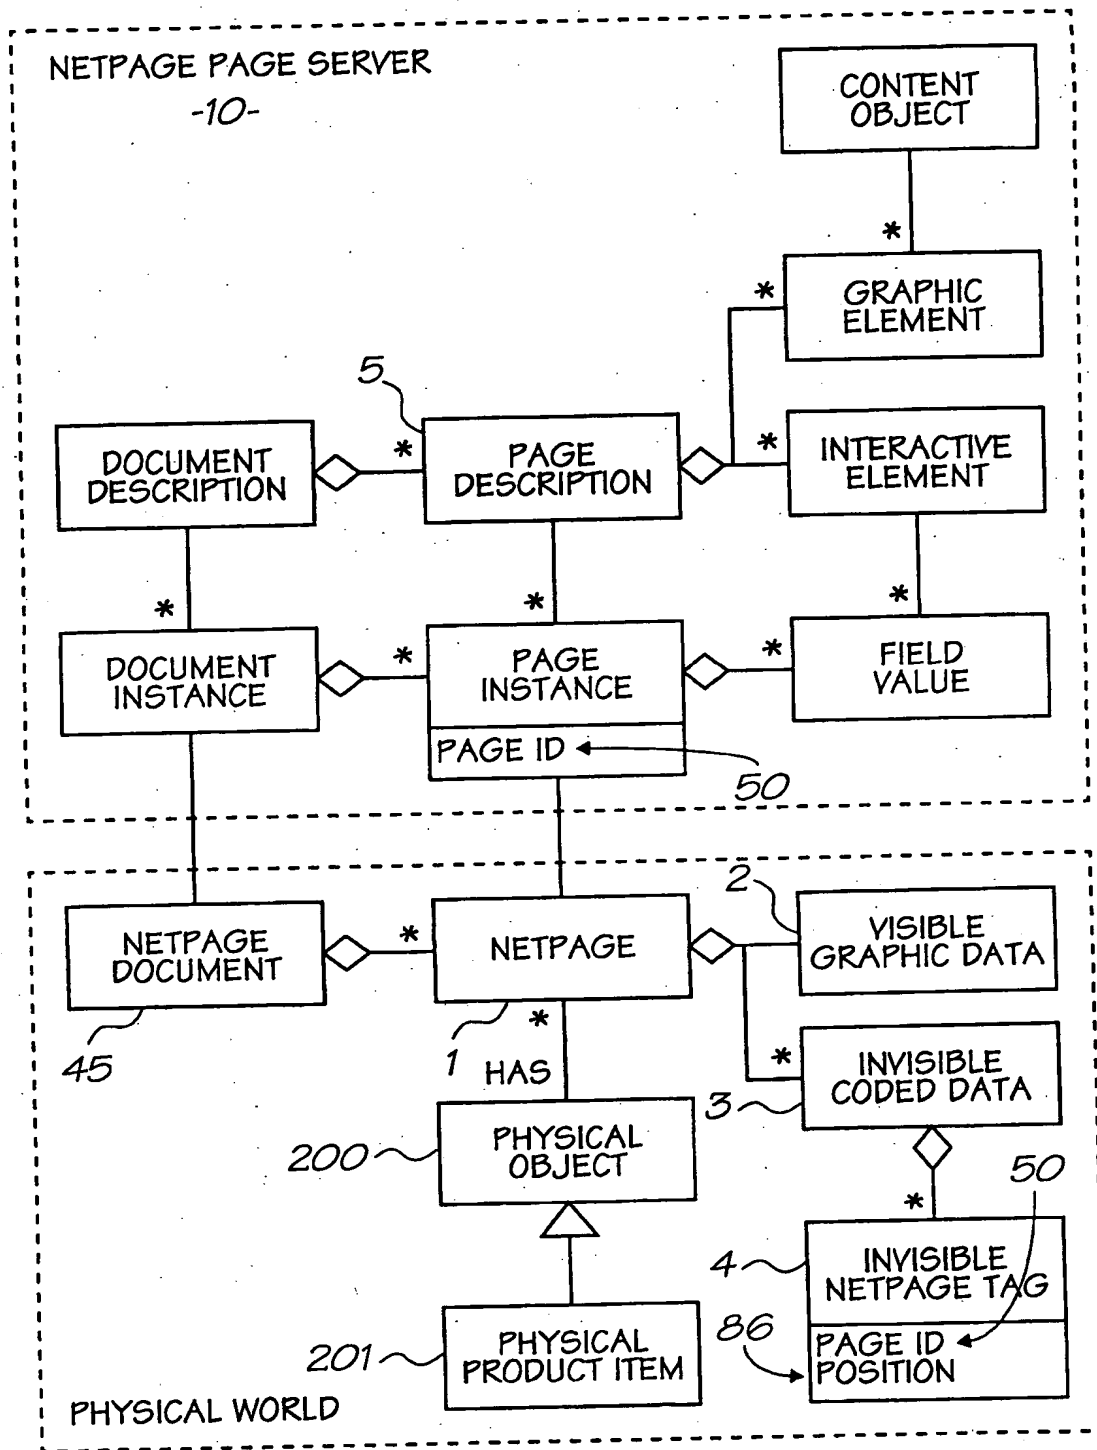 NETPAGE PAGE SERVER
-10-
CONTENT
OBJECT
*
GRAPHIC
ELEMENT
*
5
DOCUMENT
DESCRIPTION
*
PAGE
DESCRIPTION
*
INTERACTIVE
ELEMENT
*
*
*
DOCUMENT
INSTANCE
*
PAGE
INSTANCE
*
FIELD
VALUE
PAGE ID
50
2
NETPAGE
DOCUMENT
*
NETPAGE
VISIBLE
GRAPHIC DATA
45
1
*
HAS
*
INVISIBLE
CODED DATA
3
200
PHYSICAL
OBJECT
50
*
4
INVISIBLE
NETPAGE TAG
86
PAGE ID
POSITION
201
PHYSICAL
PRODUCT ITEM
PHYSICAL WORLD